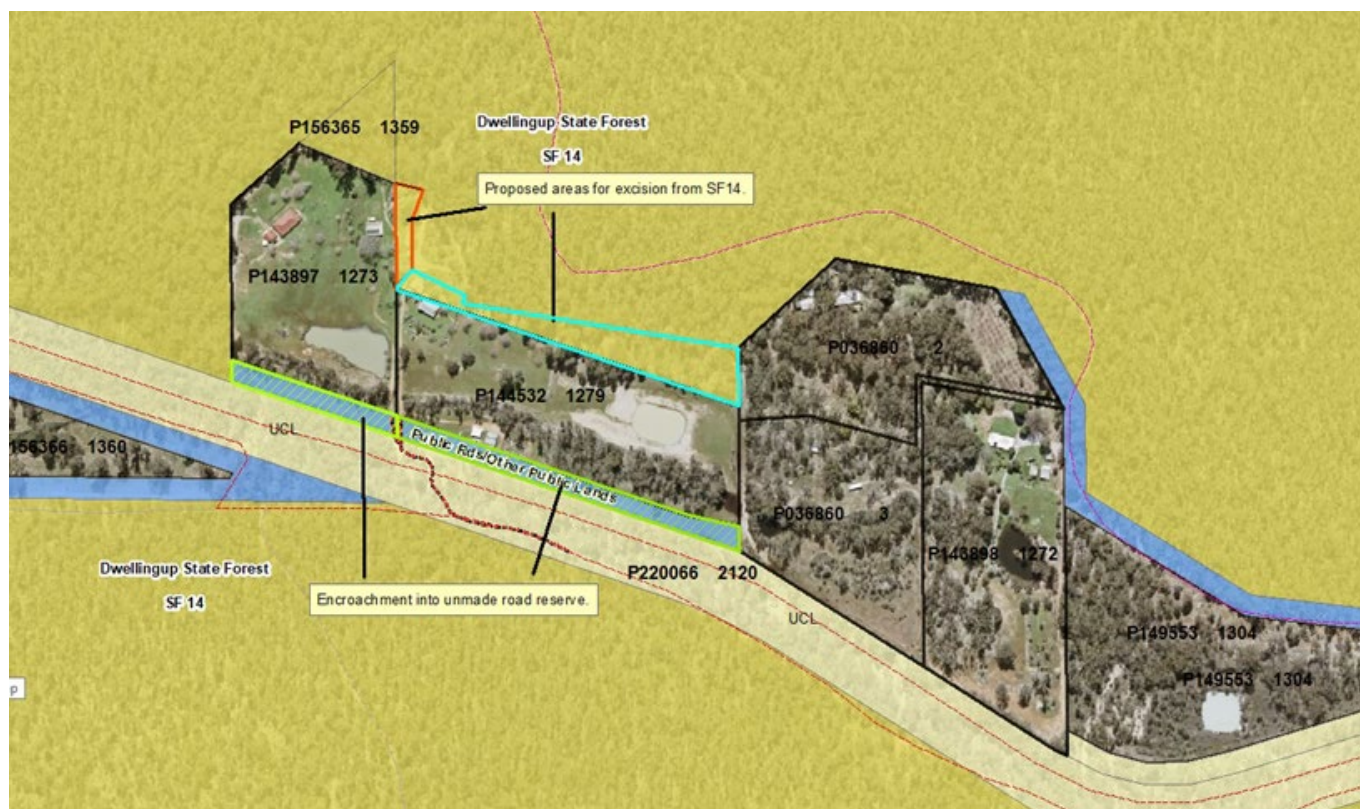 P156365 1359
Dwellingup State Forest
SF 14
Proposed areas for excision from SF14.
P143897 1273
P036860 2
P144532 1279
UCL
Public Rds/Other Public Lands
156366 1360
P036860 3
P143898 1272
Dwellingup State Forest
SF 14
P220066 2120
Encroachment into unmade road reserve.
UCL
P149553 1304
P149553 1304
p